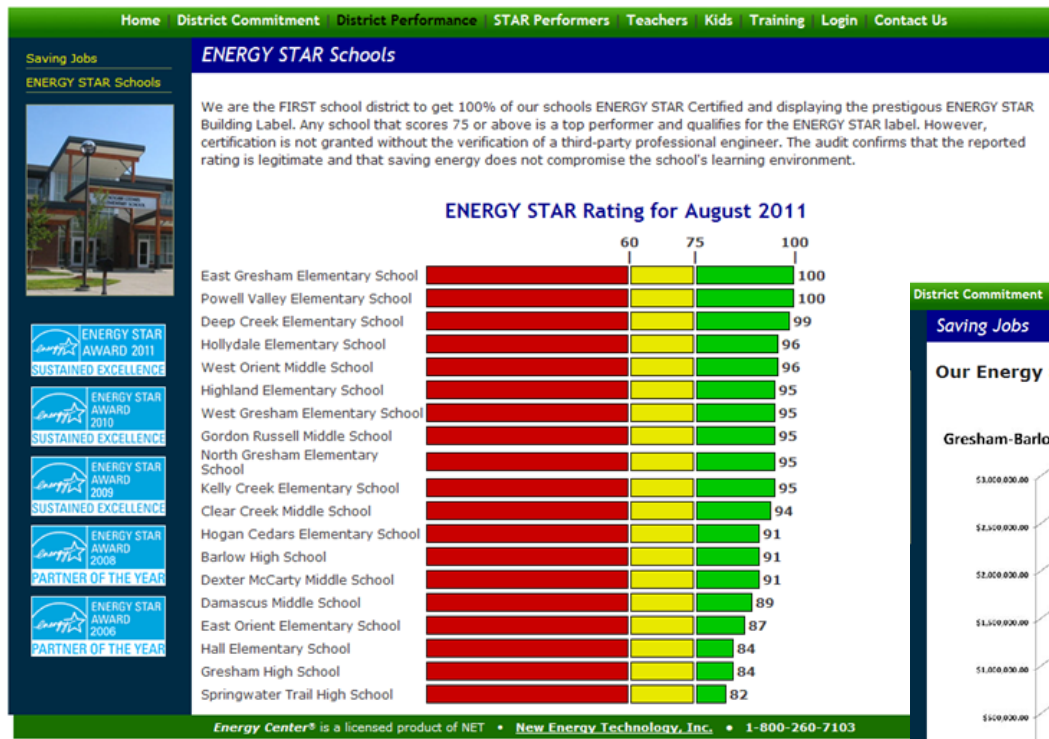 Home | District Commitment | District Performance | STAR Performers | Teachers | Kids | Training | Login | Contact Us
Saving Jobs
ENERGY STAR Schools
ENERGY STAR Schools
We are the FIRST school district to get 100% of our schools ENERGY STAR Certified and displaying the prestigous ENERGY STAR
Building Label. Any school that scores 75 or above is a top performer and qualifies for the ENERGY STAR label. However,
certification is not granted without the verification of a third-party professional engineer. The audit confirms that the reported
rating is legitimate and that saving energy does not compromise the school's learning environment.
ENERGY STAR Rating for August 2011
60 75 100
East Gresham Elementary School 100
Powell Valley Elementary School 100
Deep Creek Elementary School 99
Hollydale Elementary School 96
West Orient Middle School 96
Highland Elementary School 95
West Gresham Elementary School 95
Gordon Russell Middle School 95
North Gresham Elementary
School 95
Kelly Creek Elementary School 95
Clear Creek Middle School 94
Hogan Cedars Elementary School 91
Barlow High School 91
Dexter McCarty Middle School 91
Damascus Middle School 89
East Orient Elementary School 87
Hall Elementary School 84
Gresham High School 84
Springwater Trail High School 82
energy ENERGY STAR
AWARD 2011
SUSTAINED EXCELLENCE
energy ENERGY STAR
AWARD
2010
SUSTAINED EXCELLENCE
energy ENERGY STAR
AWARD
2009
SUSTAINED EXCELLENCE
energy ENERGY STAR
AWARD
2008
PARTNER OF THE YEAR
energy ENERGY STAR
AWARD
2006
PARTNER OF THE YEAR
Energy Center® is a licensed product of NET • New Energy Technology, Inc. • 1-800-260-7103
District Commitment
Saving Jobs
Our Energy
Gresham-Barlo
$3,000,000.00
$2,500,000.00
$2,000,000.00
$1,500,000.00
$1,000,000.00
$500,000.00